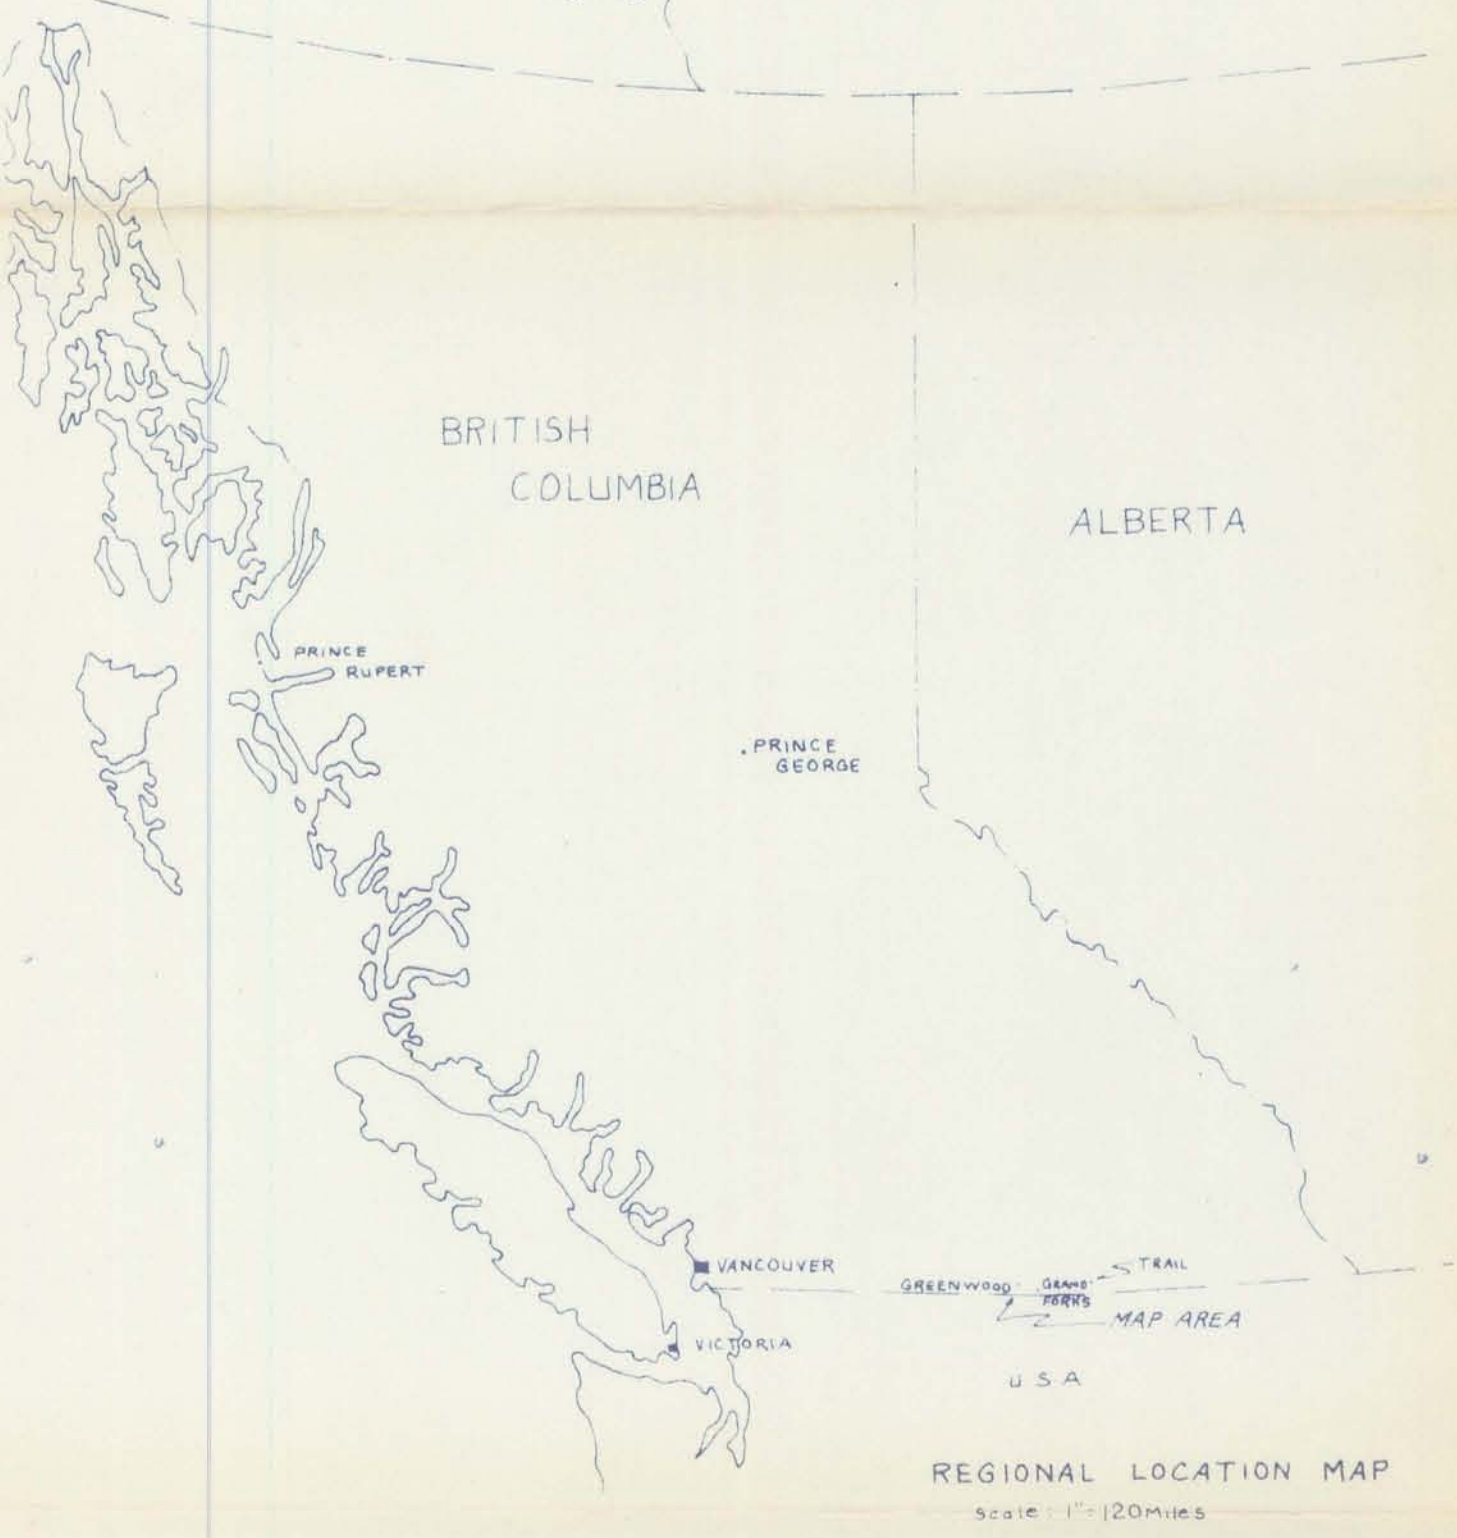 BRITISH
COLUMBIA
ALBERTA
PRINCE
RUPERT
.PRINCE
GEORGE
VANCOUVER
GREENWOOD
GRAND
FORKS
TRAIL
MAP AREA
VICTORIA
U S A
REGIONAL LOCATION MAP
scale : 1"=120 Miles